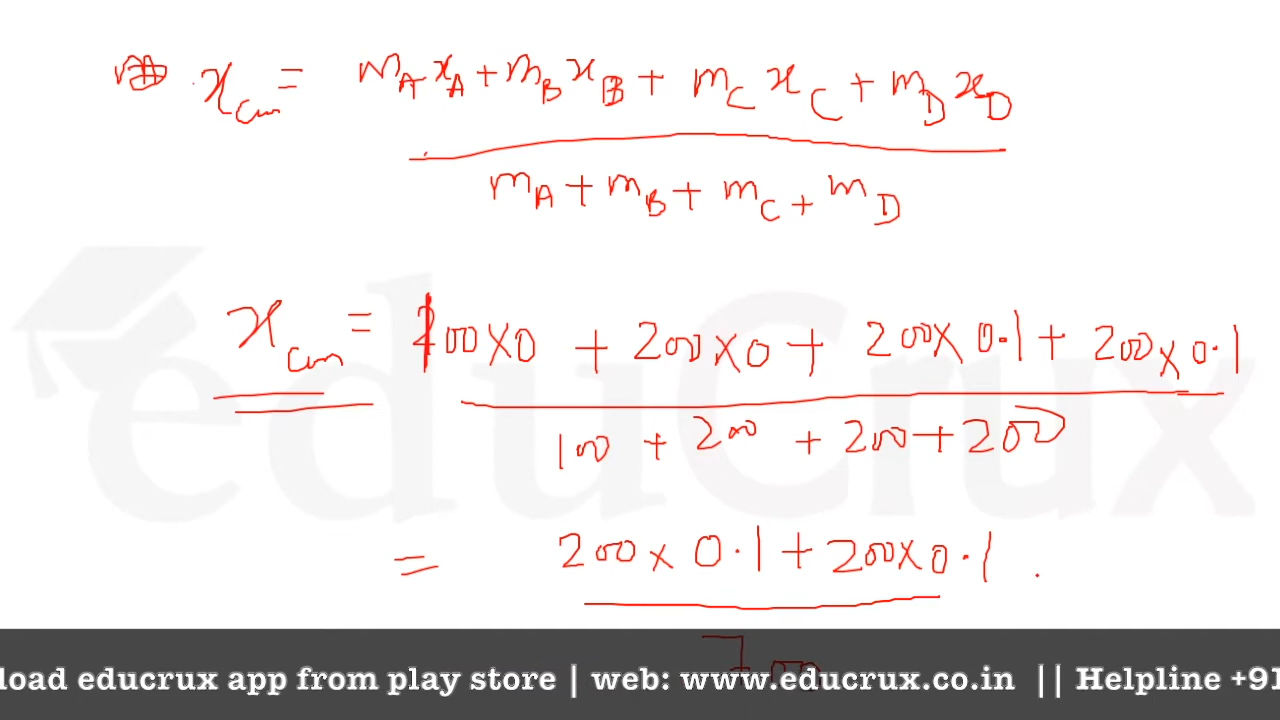 x_cm = m_A x_A + m_B x_B + m_C x_C + m_D x_D
m_A + m_B + m_C + m_D
x_cm = 100×0 + 200×0 + 200×0.1 + 200×0.1
100 + 200 + 200 + 200
= 200×0.1 + 200×0.1
700
eduCrux
load educrux app from play store | web: www.educrux.co.in || Helpline +91